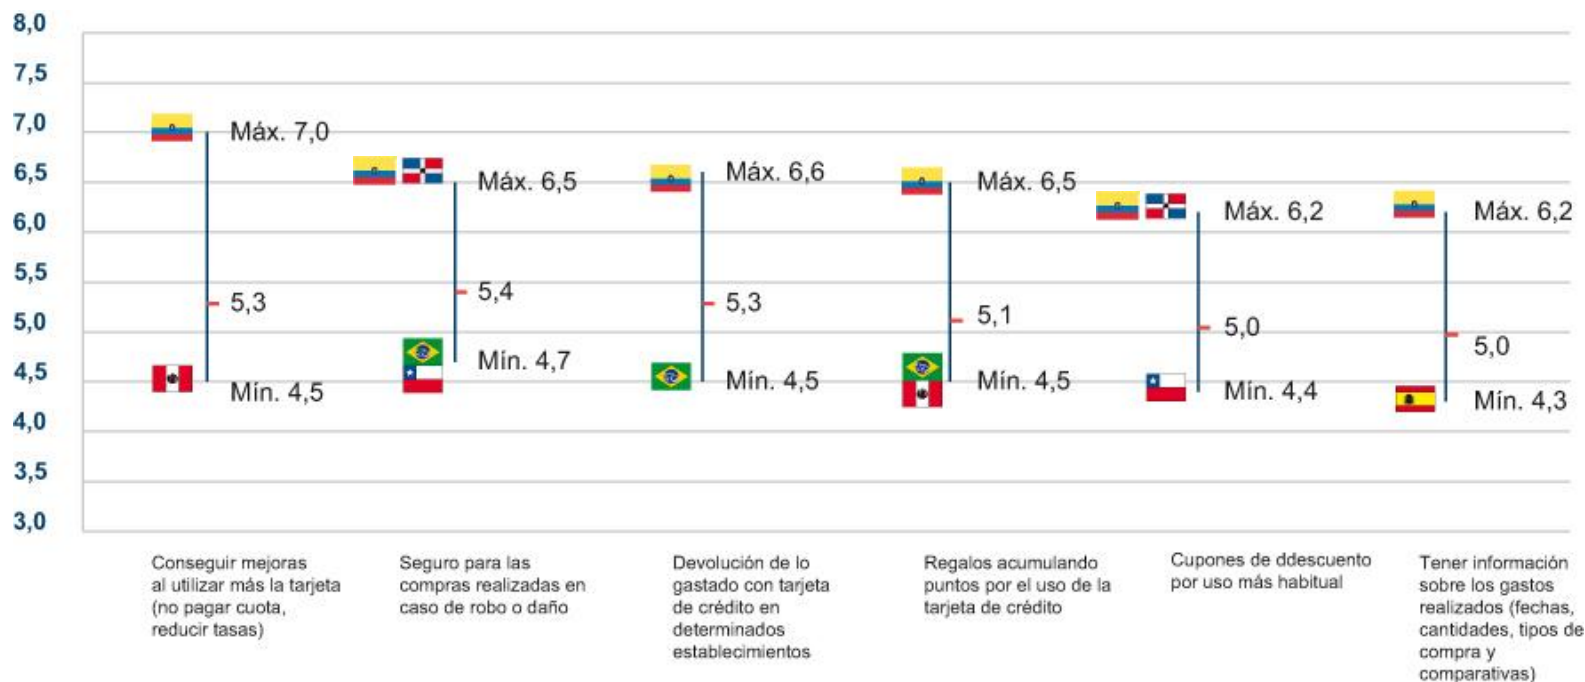 8,0
7,5
7,0
6,5
6,0
5,5
5,0
4,5
4,0
3,5
3,0
Máx. 7,0
5,3
Mín. 4,5
Máx. 6,5
5,4
Mín. 4,7
Máx. 6,6
5,3
Mín. 4,5
Máx. 6,5
5,1
Mín. 4,5
Máx. 6,2
5,0
Mín. 4,4
Máx. 6,2
5,0
Mín. 4,3
Conseguir mejoras
al utilizar más la tarjeta
(no pagar cuota,
reducir tasas)
Seguro para las
compras realizadas en
caso de robo o daño
Devolución de lo
gastado con tarjeta
de crédito en
determinados
establecimientos
Regalos acumulando
puntos por el uso de la
tarjeta de crédito
Cupones de ddescuento
por uso más habitual
Tener información
sobre los gastos
realizados (fechas,
cantidades, tipos de
compra y
comparativas)